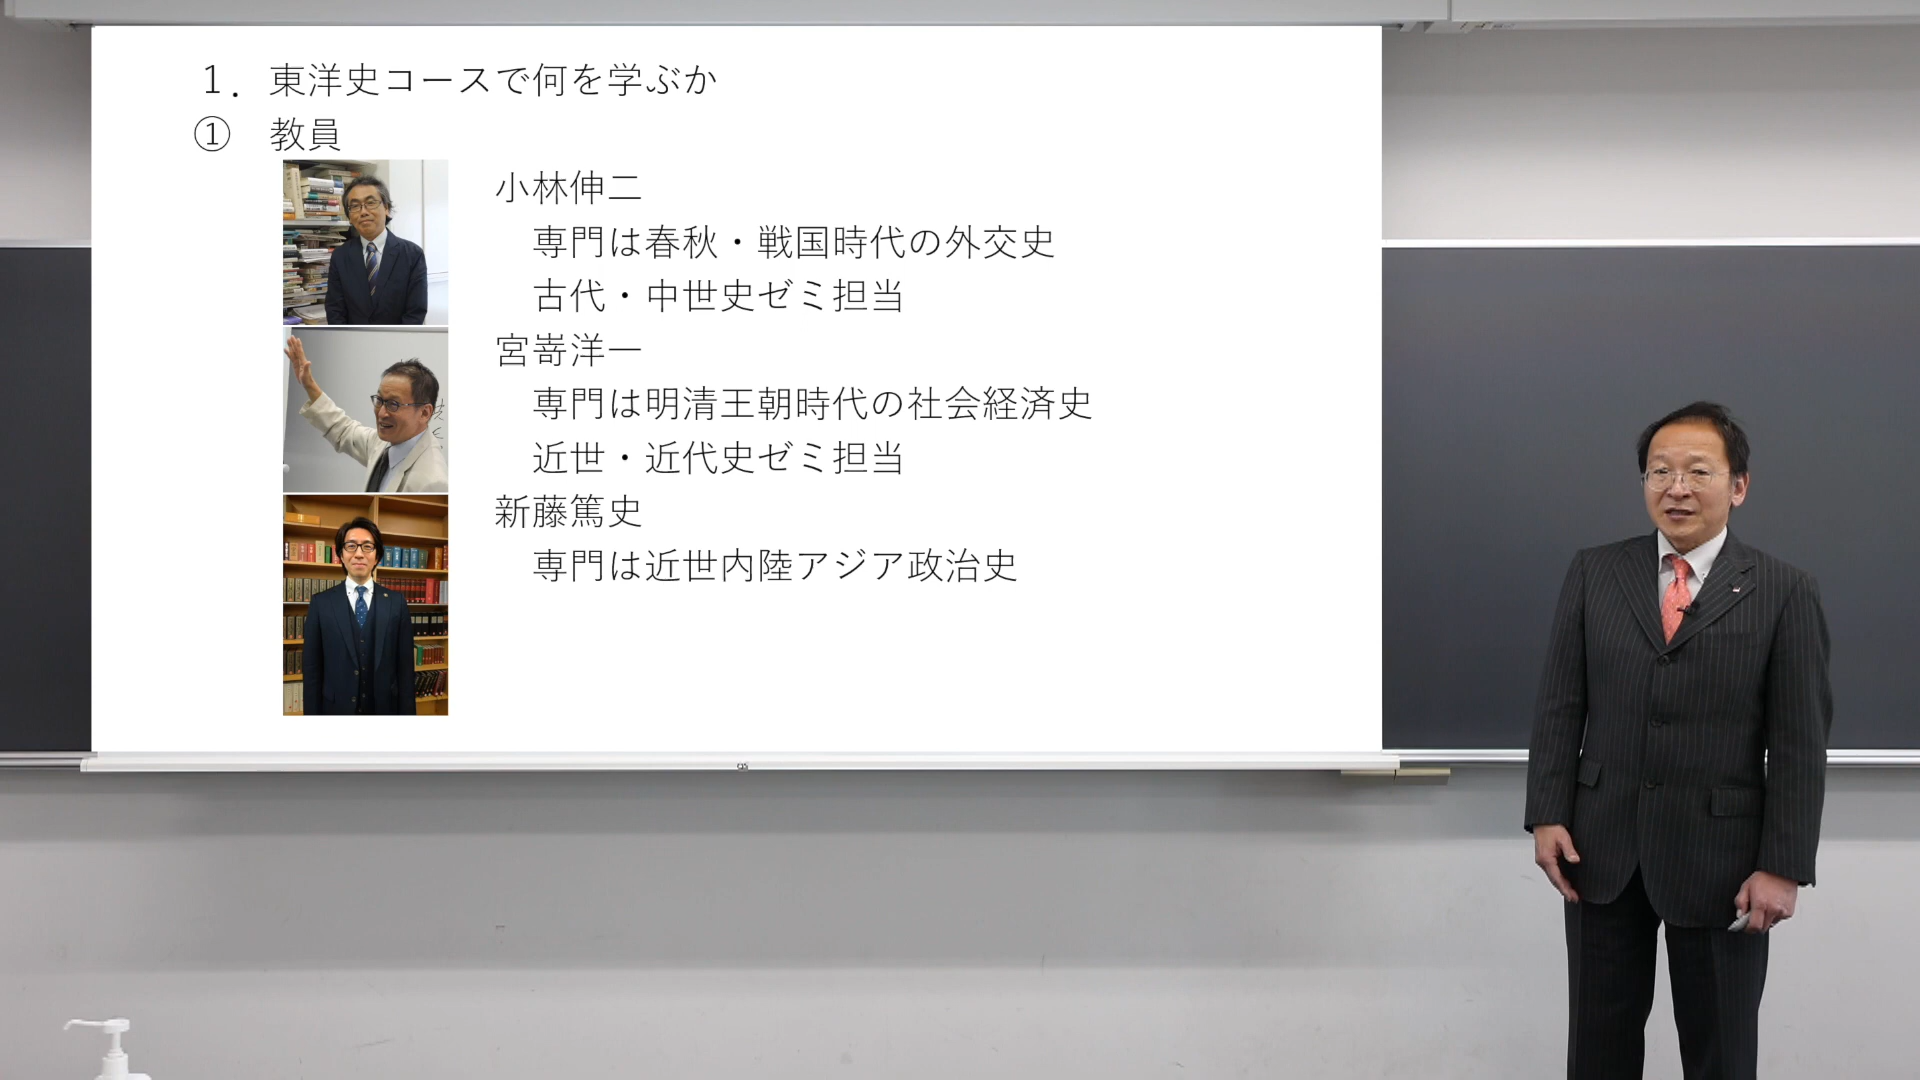 1. 東洋史コースで何を学ぶか
① 教員
小林伸二
専門は春秋・戦国時代の外交史
古代・中世史ゼミ担当
宮嵜洋一
専門は明清王朝時代の社会経済史
近世・近代史ゼミ担当
新藤篤史
専門は近世内陸アジア政治史